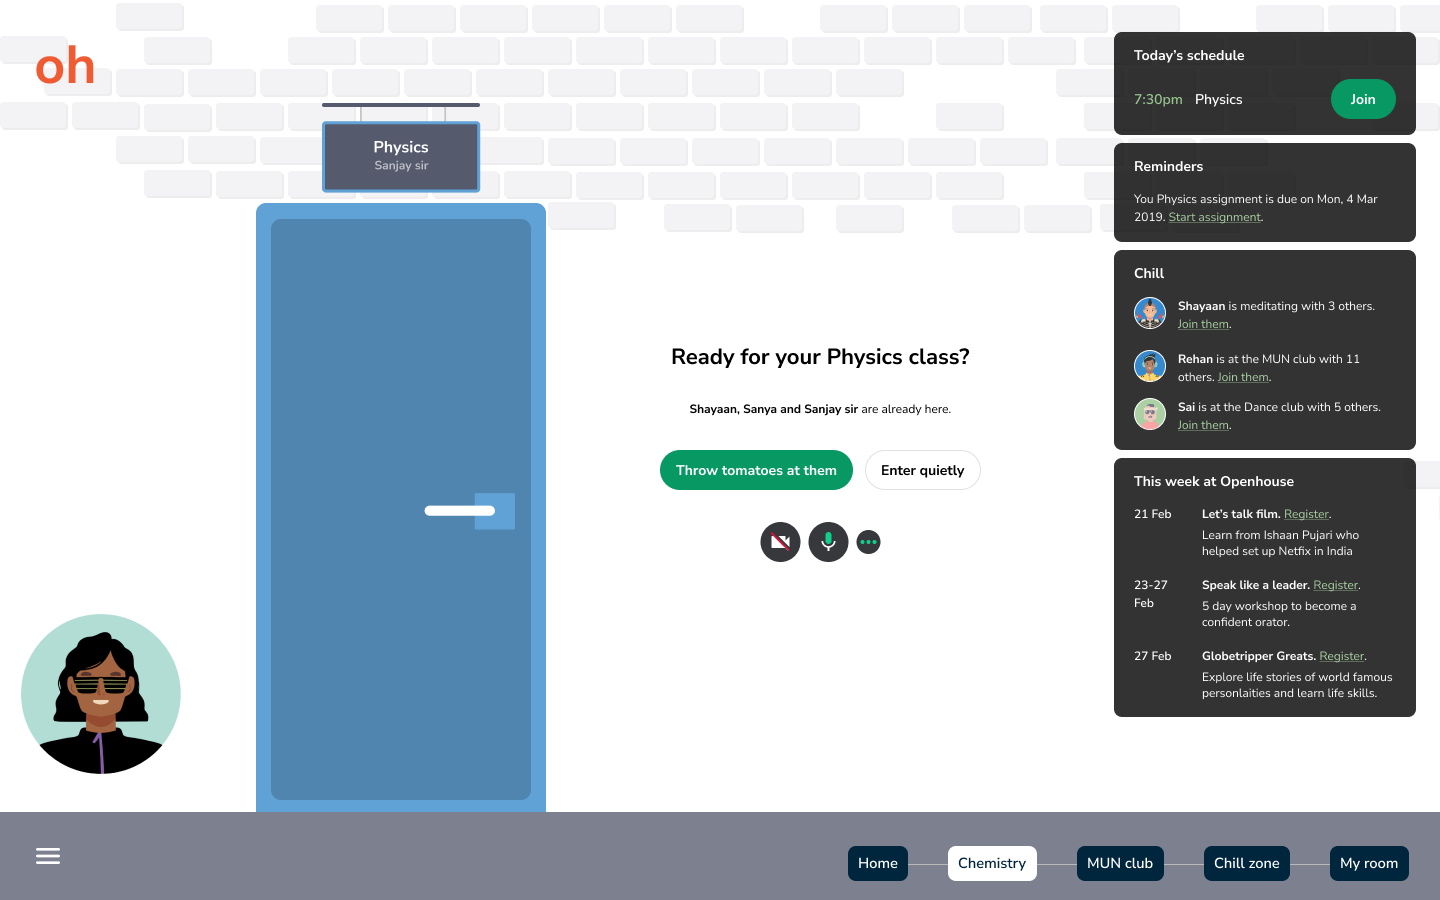 oh
Physics
Sanjay sir
Ready for your Physics class?
Shayaan, Sanya and Sanjay sir are already here.
Throw tomatoes at them
Enter quietly
Today's schedule
7:30pm Physics
Join
Reminders
You Physics assignment is due on Mon, 4 Mar
2019. Start assignment.
Chill
Shayaan is meditating with 3 others.
Join them.
Rehan is at the MUN club with 11
others. Join them.
Sai is at the Dance club with 5 others.
Join them.
This week at Openhouse
21 Feb
Let's talk film. Register.
Learn from Ishaan Pujari who
helped set up Netfix in India
23-27
Feb
Speak like a leader. Register.
5 day workshop to become a
confident orator.
27 Feb
Globetripper Greats. Register.
Explore life stories of world famous
personlaities and learn life skills.
Home
Chemistry
MUN club
Chill zone
My room